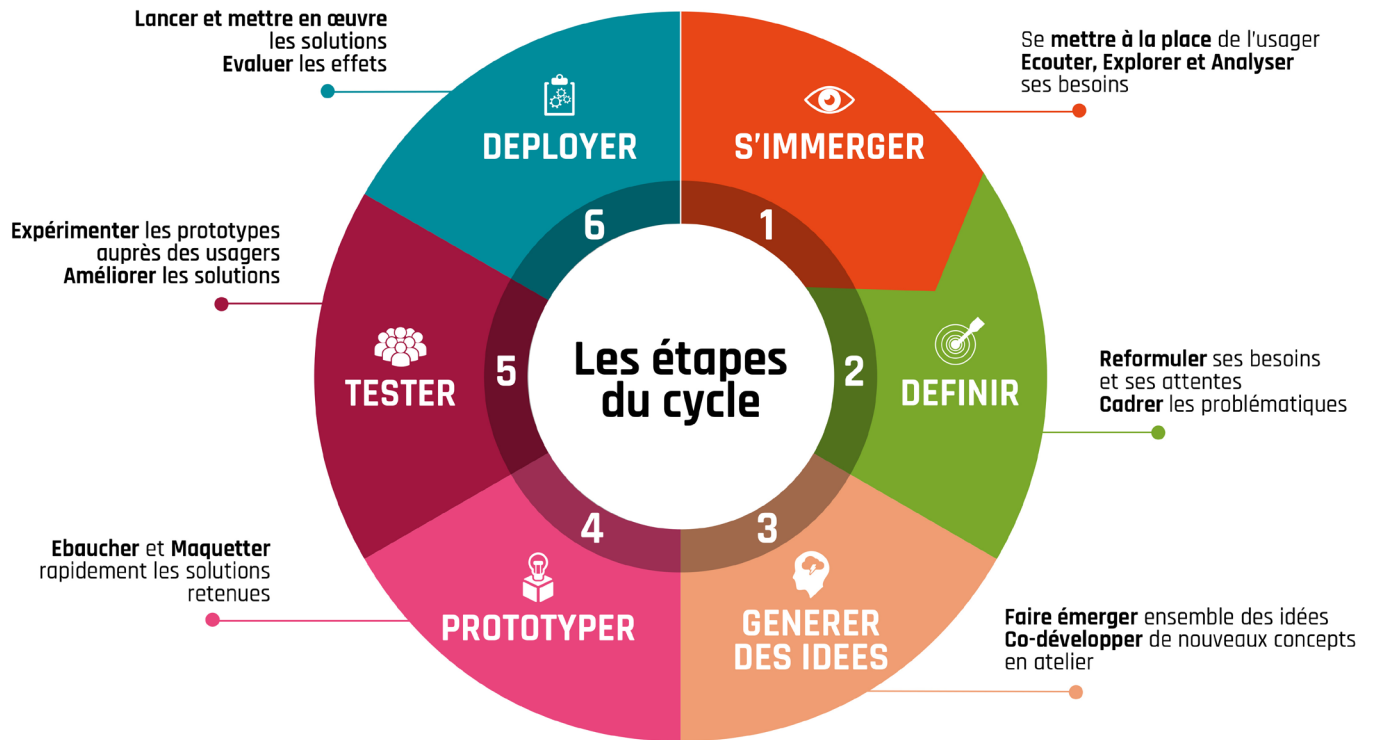 Les étapes
du cycle
1
S'IMMERGER
Se mettre à la place de l'usager
Ecouter, Explorer et Analyser
ses besoins
2
DEFINIR
Reformuler ses besoins
et ses attentes
Cadrer les problématiques
3
GENERER
DES IDEES
Faire émerger ensemble des idées
Co-développer de nouveaux concepts
en atelier
4
PROTOTYPER
Ebaucher et Maquetter
rapidement les solutions
retenues
5
TESTER
Expérimenter les prototypes
auprès des usagers
Améliorer les solutions
6
DEPLOYER
Lancer et mettre en œuvre
les solutions
Evaluer les effets